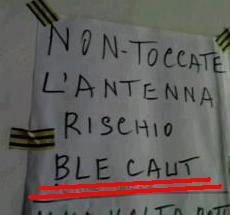 NON-TOCCATE
L'ANTENNA
RISCHIO
BLE CAUT